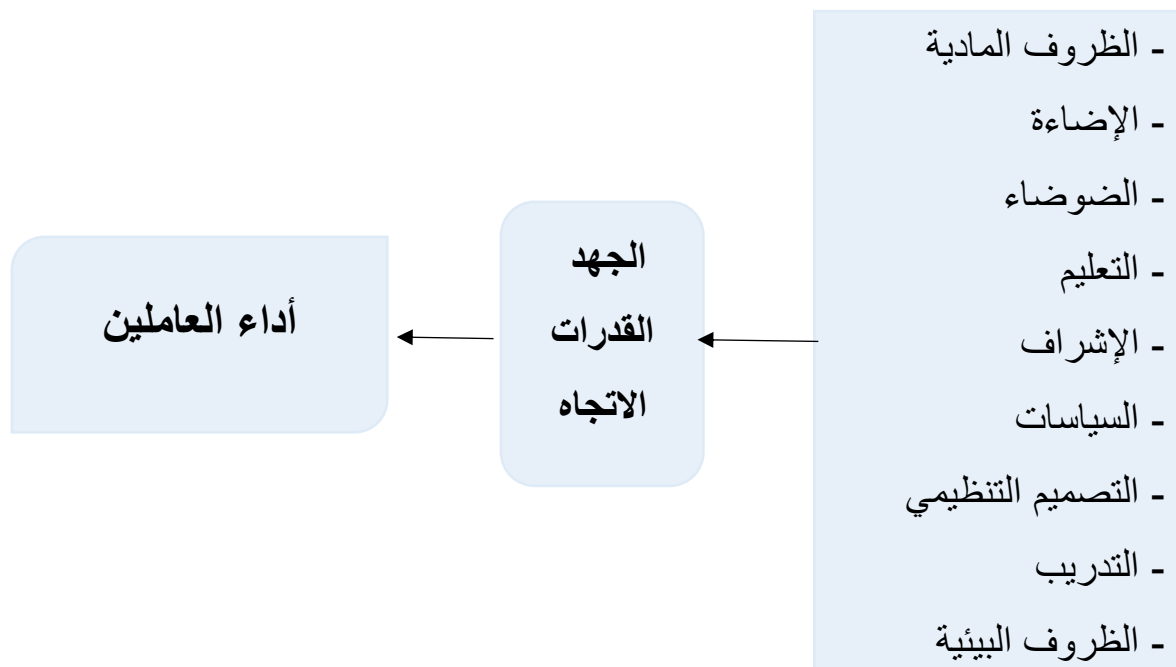 - الظروف المادية
- الإضاءة
- الضوضاء
- التعليم
- الإشراف
- السياسات
- التصميم التنظيمي
- التدريب
- الظروف البيئية
الجهد
القدرات
الاتجاه
أداء العاملين